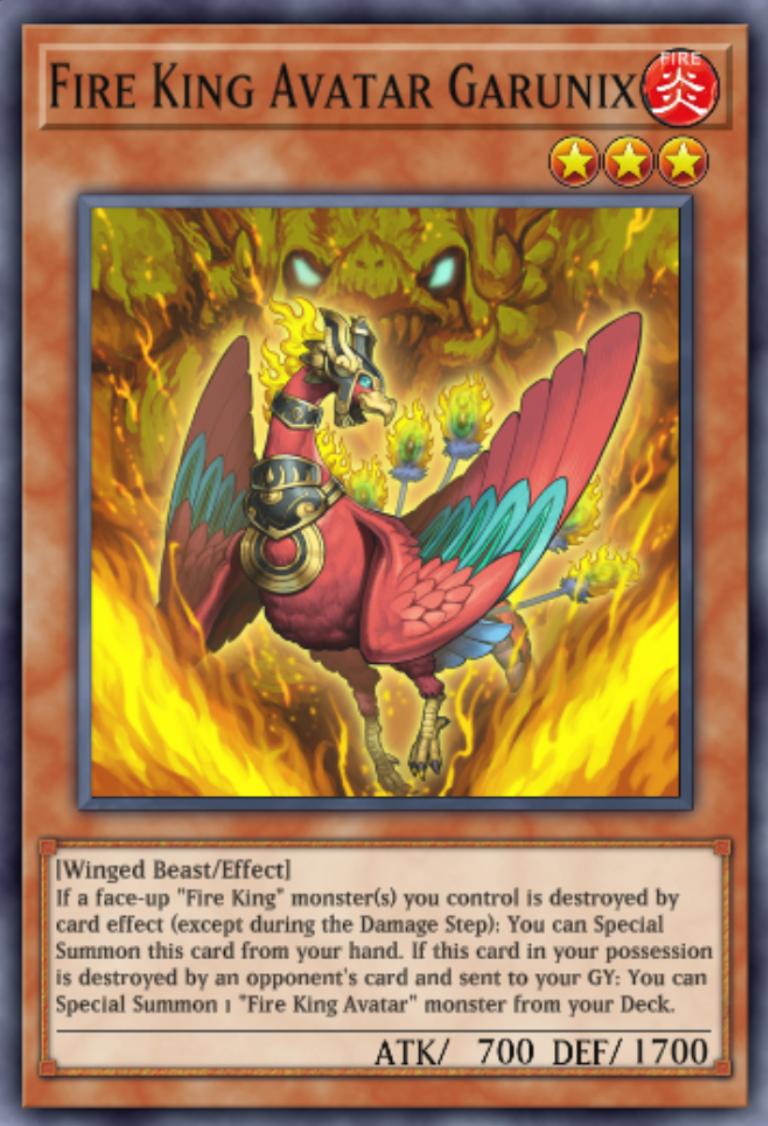 Fire King Avatar Garunix
FIRE
炎
[Winged Beast/Effect]
If a face-up "Fire King" monster(s) you control is destroyed by
card effect (except during the Damage Step): You can Special
Summon this card from your hand. If this card in your possession
is destroyed by an opponent's card and sent to your GY: You can
Special Summon 1 "Fire King Avatar" monster from your Deck.
ATK/ 700 DEF/ 1700